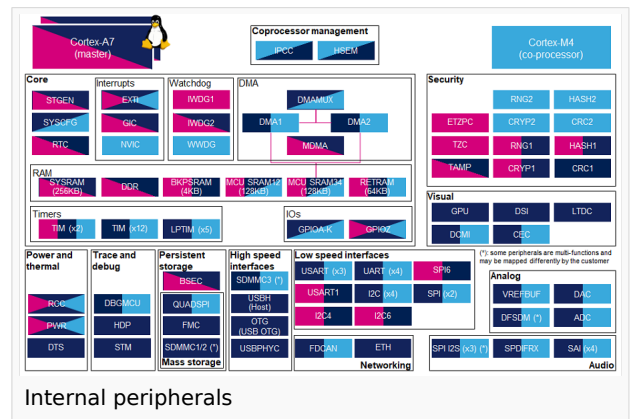 Cortex-A7
(master)
Coprocessor management
IPCC
HSEM
Cortex-M4
(co-processor)
Core
STGEN
SYSCFG
RTC
Interrupts
EXTI
GIC
NVIC
Watchdog
IWDG1
IWDG2
WWDG
DMA
DMAMUX
DMA1
DMA2
MDMA
Security
RNG2
HASH2
ETZPC
CRYP2
CRC2
TZC
RNG1
HASH1
TAMP
CRYP1
CRC1
RAM
SYSRAM
(256KB)
DDR
BKPSRAM
(4KB)
MCU SRAM12
(128KB)
MCU SRAM34
(128KB)
RETRAM
(64KB)
Timers
TIM (x2)
TIM (x12)
LPTIM (x5)
IOs
GPIOA-K
GPIOZ
Visual
GPU
DSI
LTDC
DCMI
CEC
(*): some peripherals are multi-functions and
may be mapped differently by the customer
Power and
thermal
RCC
PWR
DTS
Trace and
debug
DBGMCU
HDP
STM
Persistent
storage
BSEC
QUADSPI
FMC
SDMMC1/2 (*)
Mass storage
High speed
interfaces
SDMMC3 (*)
USBH
(Host)
OTG
(USB OTG)
USBPHYC
Low speed interfaces
USART (x3)
UART (x4)
SPI6
USART1
I2C (x4)
SPI (x2)
I2C4
I2C6
FDCAN
ETH
Networking
Analog
VREFBUF
DAC
DFSDM (*)
ADC
SPI I2S (x3) (*)
SPDIFRX
SAI (x4)
Audio
Internal peripherals